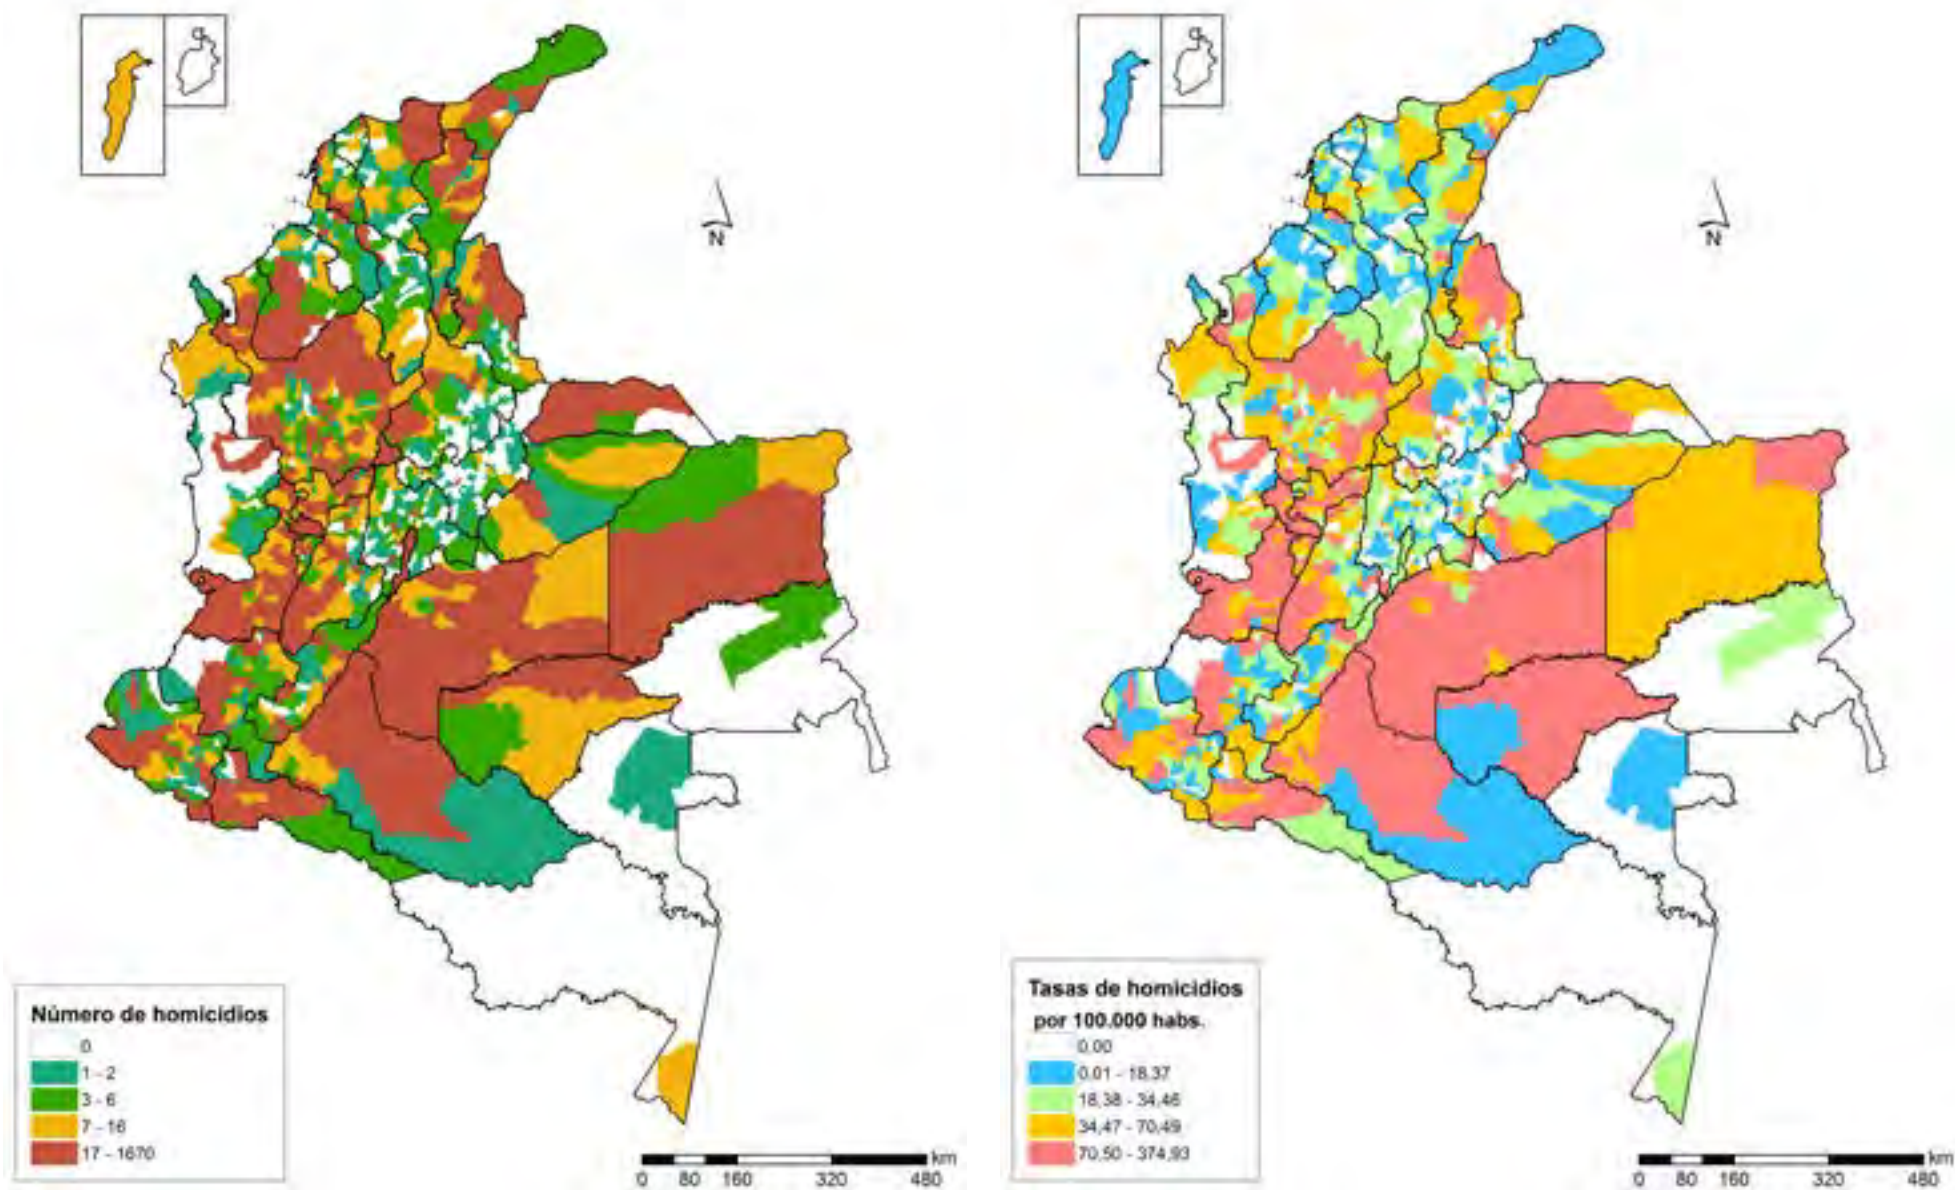 N
Número de homicidios
0
1 - 2
3 - 6
7 - 16
17 - 1670
km
0 80 160 320 480
N
Tasas de homicidios
por 100.000 habs.
0,00
0,01 - 18,37
18,38 - 34,46
34,47 - 70,49
70,50 - 374,93
km
0 80 160 320 480